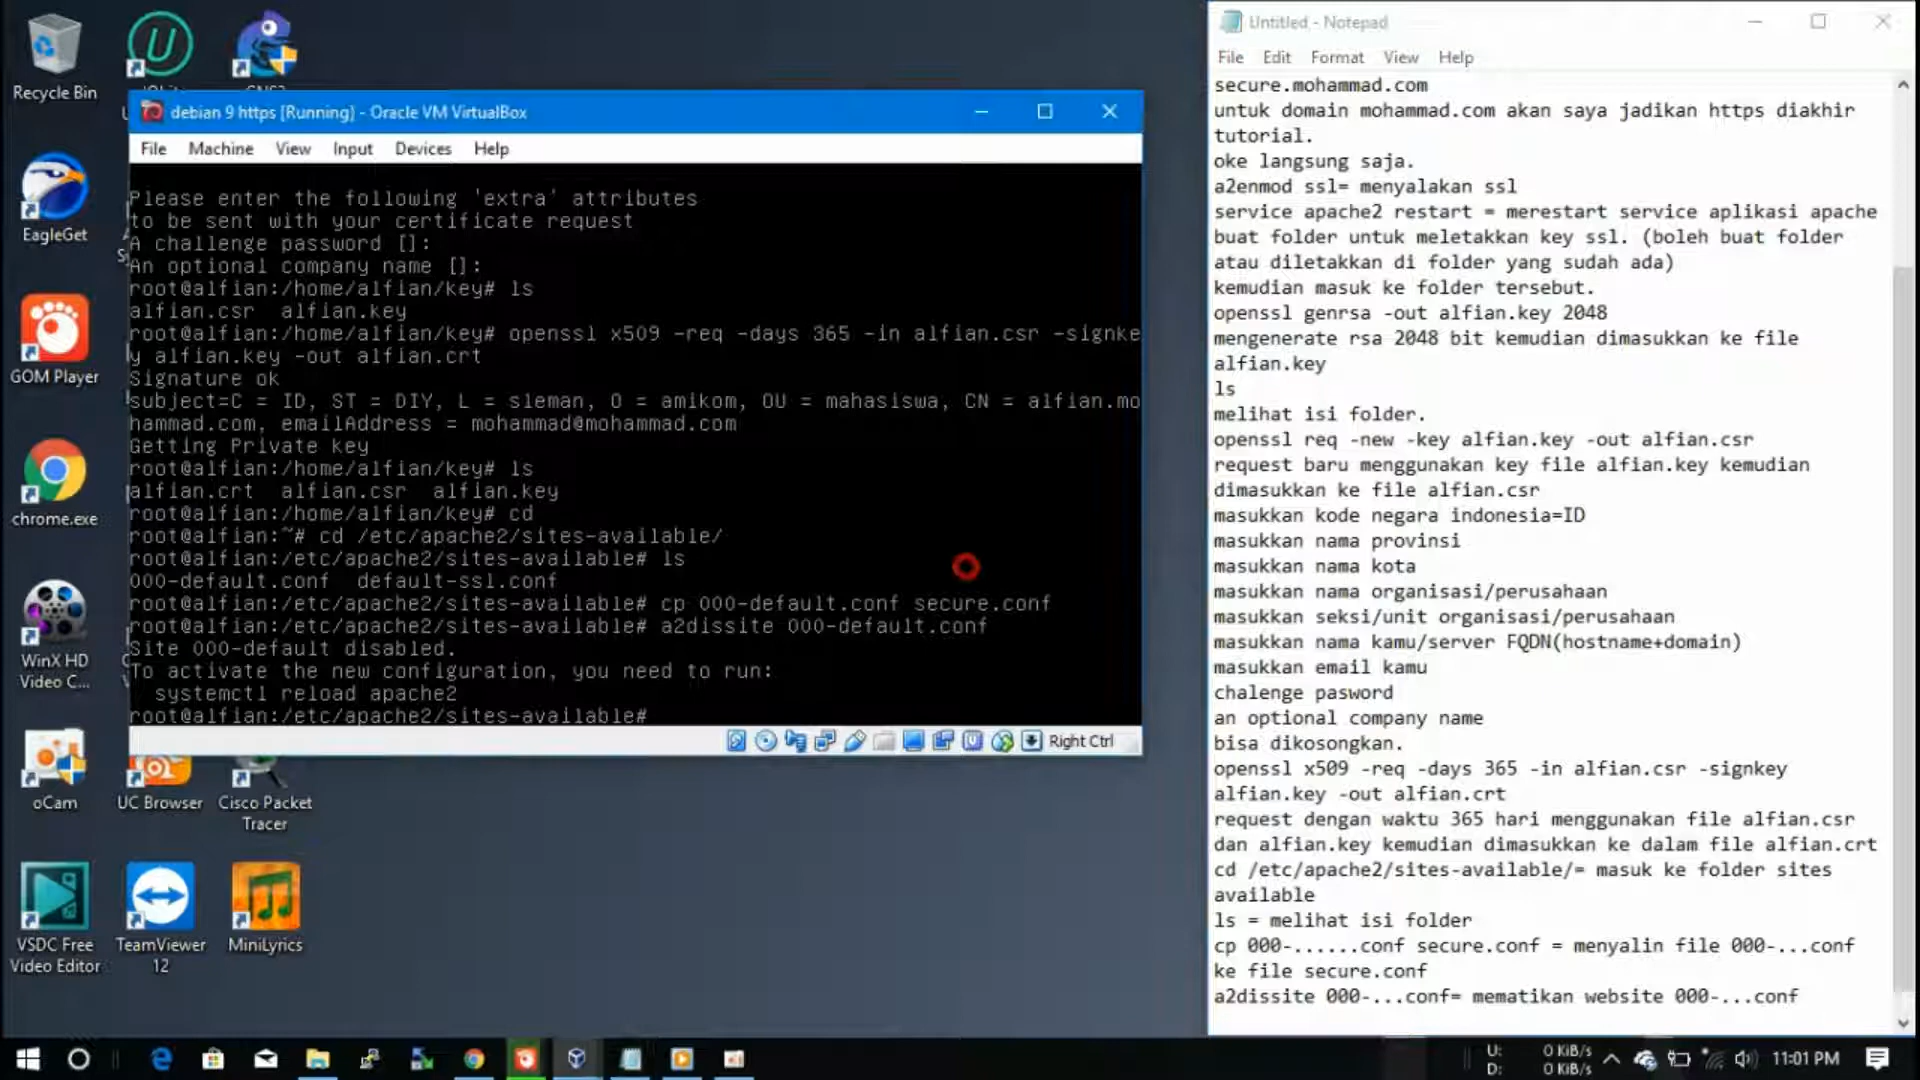 Recycle Bin
EagleGet
GOM Player
chrome.exe
WinX HD
Video C...
oCam
UC Browser
Cisco Packet
Tracer
VSDC Free
Video Editor
TeamViewer
12
MiniLyrics
debian 9 https [Running] - Oracle VM VirtualBox
File Machine View Input Devices Help
Please enter the following 'extra' attributes
to be sent with your certificate request
A challenge password []:
An optional company name []:
root@alfian:/home/alfian/key# ls
alfian.csr alfian.key
root@alfian:/home/alfian/key# openssl x509 -req -days 365 -in alfian.csr -signke
y alfian.key -out alfian.crt
Signature ok
subject=C = ID, ST = DIY, L = sleman, O = amikom, OU = mahasiswa, CN = alfian.mo
hammad.com, emailAddress = mohammad@mohammad.com
Getting Private key
root@alfian:/home/alfian/key# ls
alfian.crt alfian.csr alfian.key
root@alfian:/home/alfian/key# cd
root@alfian:~# cd /etc/apache2/sites-available/
root@alfian:/etc/apache2/sites-available# ls
000-default.conf default-ssl.conf
root@alfian:/etc/apache2/sites-available# cp 000-default.conf secure.conf
root@alfian:/etc/apache2/sites-available# a2dissite 000-default.conf
Site 000-default disabled.
To activate the new configuration, you need to run:
systemctl reload apache2
root@alfian:/etc/apache2/sites-available#
Right Ctrl
Untitled - Notepad
File Edit Format View Help
secure.mohammad.com
untuk domain mohammad.com akan saya jadikan https diakhir
tutorial.
oke langsung saja.
a2enmod ssl= menyalakan ssl
service apache2 restart = merestart service aplikasi apache
buat folder untuk meletakkan key ssl. (boleh buat folder
atau diletakkan di folder yang sudah ada)
kemudian masuk ke folder tersebut.
openssl genrsa -out alfian.key 2048
mengenerate rsa 2048 bit kemudian dimasukkan ke file
alfian.key
ls
melihat isi folder.
openssl req -new -key alfian.key -out alfian.csr
request baru menggunakan key file alfian.key kemudian
dimasukkan ke file alfian.csr
masukkan kode negara indonesia=ID
masukkan nama provinsi
masukkan nama kota
masukkan nama organisasi/perusahaan
masukkan seksi/unit organisasi/perusahaan
masukkan nama kamu/server FQDN(hostname+domain)
masukkan email kamu
chalenge pasword
an optional company name
bisa dikosongkan.
openssl x509 -req -days 365 -in alfian.csr -signkey
alfian.key -out alfian.crt
request dengan waktu 365 hari menggunakan file alfian.csr
dan alfian.key kemudian dimasukkan ke dalam file alfian.crt
cd /etc/apache2/sites-available/= masuk ke folder sites
available
ls = melihat isi folder
cp 000-......conf secure.conf = menyalin file 000-...conf
ke file secure.conf
a2dissite 000-...conf= mematikan website 000-...conf
U: 0 KiB/s
D: 0 KiB/s
11:01 PM